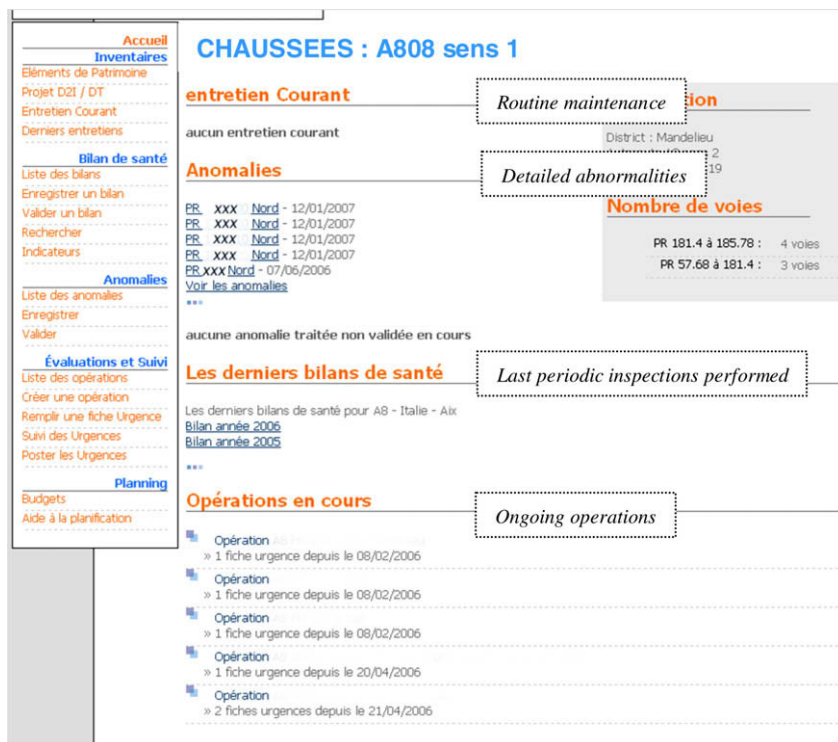 Accueil
Inventaires
Eléments de Patrimoine
Projet D2I / DT
Entretien Courant
Derniers entretiens
Bilan de santé
Liste des bilans
Enregistrer un bilan
Valider un bilan
Rechercher
Indicateurs
Anomalies
Liste des anomalies
Enregistrer
Valider
Évaluations et Suivi
Liste des opérations
Créer une opération
Remplir une fiche Urgence
Suivi des Urgences
Poster les Urgences
Planning
Budgets
Aide à la planification
CHAUSSEES : A808 sens 1
entretien Courant
Routine maintenance
aucun entretien courant
Anomalies
Detailed abnormalities
PR xxx Nord - 12/01/2007
PR xxx Nord - 12/01/2007
PR xxx Nord - 12/01/2007
PR xxx Nord - 12/01/2007
PR xxx Nord - 07/06/2006
Voir les anomalies
aucune anomalie traitée non validée en cours
Les derniers bilans de santé
Last periodic inspections performed
Les derniers bilans de santé pour A8 - Italie - Aix
Bilan année 2006
Bilan année 2005
Opérations en cours
Ongoing operations
Opération
» 1 fiche urgence depuis le 08/02/2006
Opération
» 1 fiche urgence depuis le 08/02/2006
Opération
» 1 fiche urgence depuis le 08/02/2006
Opération
» 1 fiche urgence depuis le 20/04/2006
Opération
» 2 fiches urgences depuis le 21/04/2006
District : Mandelieu
2
19
Nombre de voies
PR 181.4 à 185.78 : 4 voies
PR 57.68 à 181.4 : 3 voies